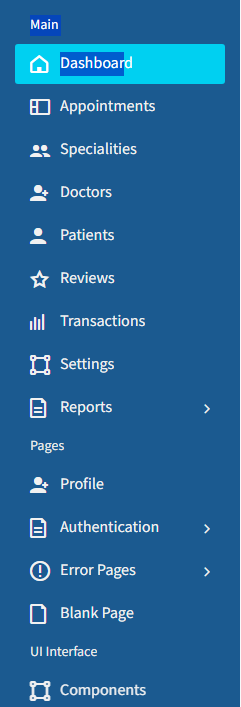 Main
Dashboard
Appointments
Specialities
Doctors
Patients
Reviews
Transactions
Settings
Reports
Pages
Profile
Authentication
Error Pages
Blank Page
UI Interface
Components